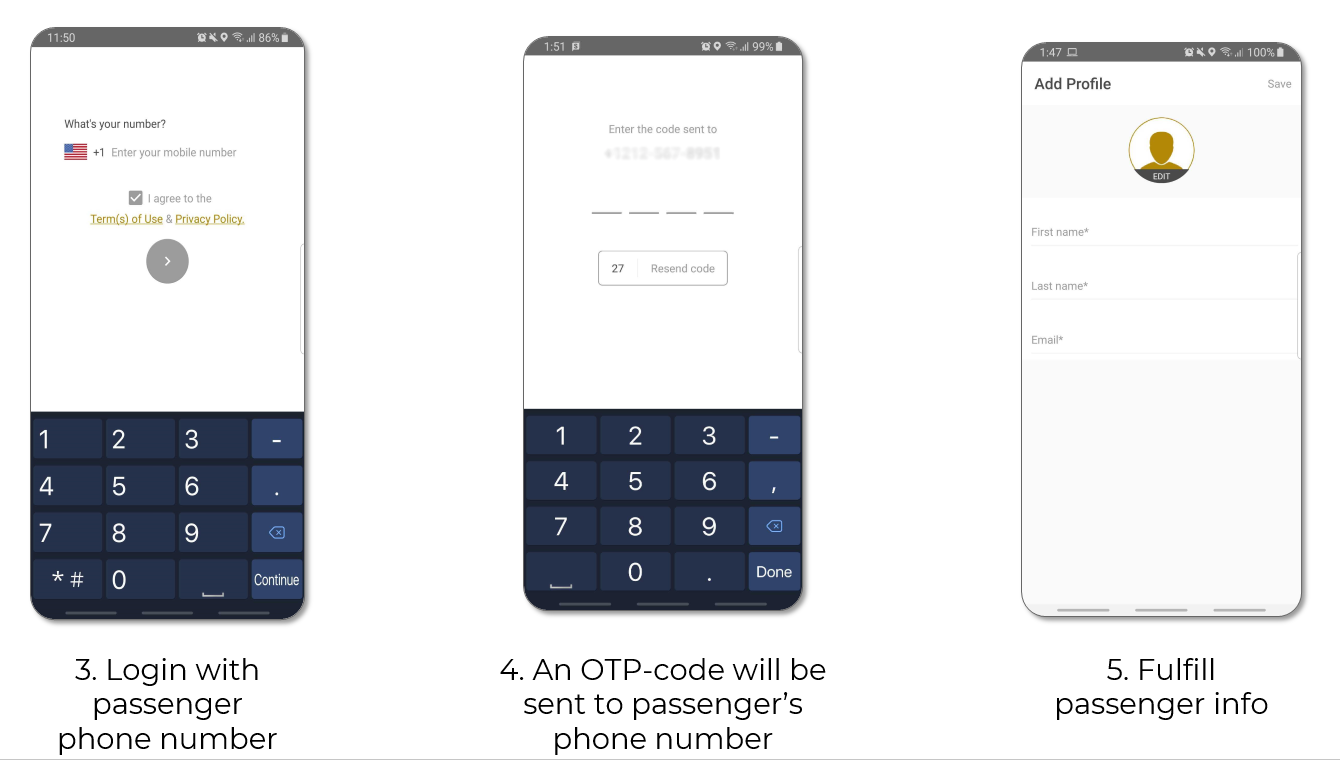 11:50
86%
What's your number?
+1 Enter your mobile number
I agree to the
Term(s) of Use & Privacy Policy.
1 2 3 -
4 5 6 .
7 8 9
* # 0 Continue
3. Login with
passenger
phone number
1:51
99%
Enter the code sent to
27 Resend code
1 2 3 -
4 5 6 ,
7 8 9
0 . Done
4. An OTP-code will be
sent to passenger's
phone number
1:47
100%
Add Profile Save
EDIT
First name*
Last name*
Email*
5. Fulfill
passenger info